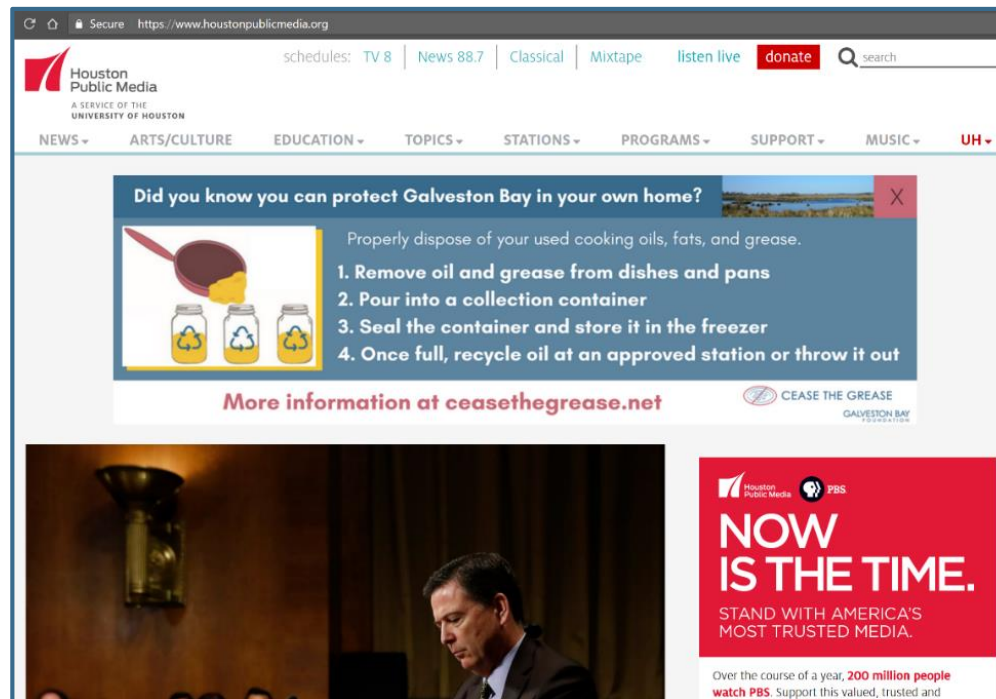 Secure https://www.houstonpublicmedia.org
schedules: TV 8 News 88.7 Classical Mixtape listen live donate search
Houston
Public Media
A SERVICE OF THE
UNIVERSITY OF HOUSTON
NEWS ARTS/CULTURE EDUCATION TOPICS STATIONS PROGRAMS SUPPORT MUSIC UH
Did you know you can protect Galveston Bay in your own home? X
Properly dispose of your used cooking oils, fats, and grease.
1. Remove oil and grease from dishes and pans
2. Pour into a collection container
3. Seal the container and store it in the freezer
4. Once full, recycle oil at an approved station or throw it out
More information at ceasethegrease.net
CEASE THE GREASE
GALVESTON BAY
FOUNDATION
Houston
Public Media
PBS
NOW
IS THE TIME.
STAND WITH AMERICA'S
MOST TRUSTED MEDIA.
Over the course of a year, 200 million people
watch PBS. Support this valued, trusted and